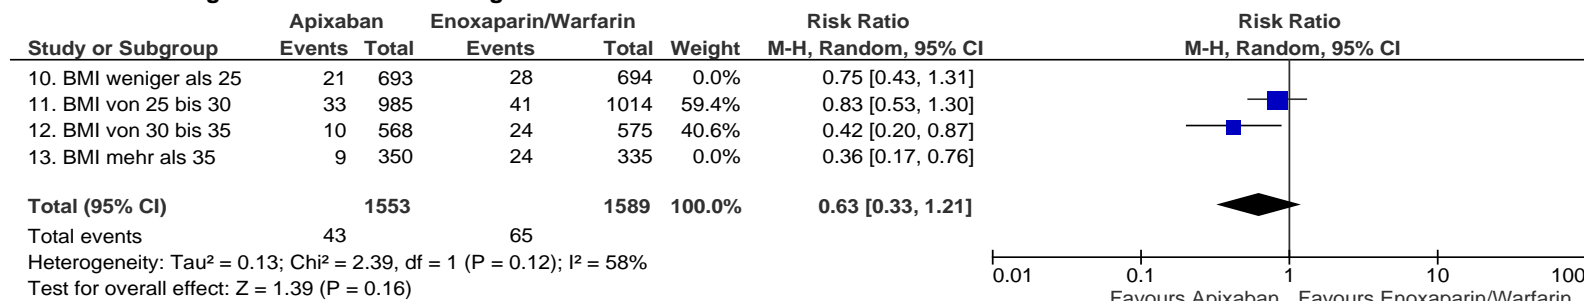 Apixaban Enoxaparin/Warfarin Risk Ratio Risk Ratio
Study or Subgroup Events Total Events Total Weight M-H, Random, 95% CI M-H, Random, 95% CI
10. BMI weniger als 25 21 693 28 694 0.0% 0.75 [0.43, 1.31]
11. BMI von 25 bis 30 33 985 41 1014 59.4% 0.83 [0.53, 1.30]
12. BMI von 30 bis 35 10 568 24 575 40.6% 0.42 [0.20, 0.87]
13. BMI mehr als 35 9 350 24 335 0.0% 0.36 [0.17, 0.76]
Total (95% CI) 1553 1589 100.0% 0.63 [0.33, 1.21]
Total events 43 65
Heterogeneity: Tau² = 0.13; Chi² = 2.39, df = 1 (P = 0.12); I² = 58%
Test for overall effect: Z = 1.39 (P = 0.16)
0.01 0.1 1 10 100
Favours Apixaban Favours Enoxaparin/Warfarin